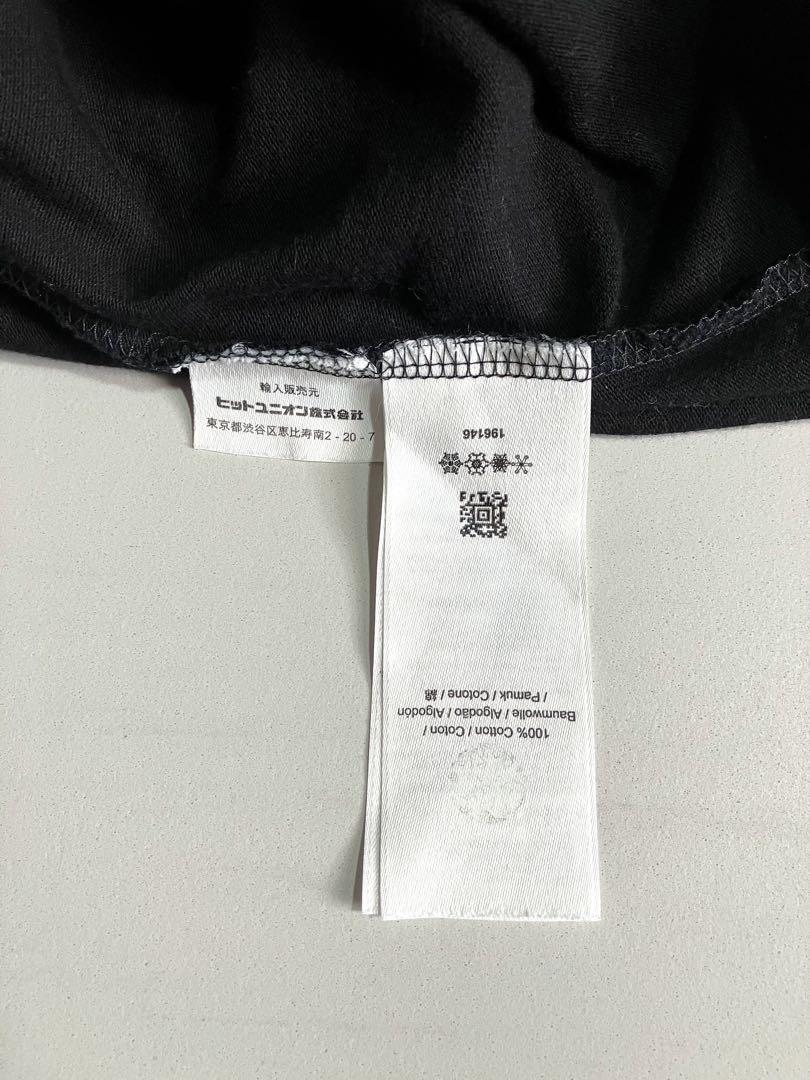 輸入販売元
ヒットユニオン株式会社
東京都渋谷区恵比寿南2-20-7
100% Cotton / Coton /
Baumwolle / Algodão / Algodón
/ Pamuk / Cotone / 綿
196146